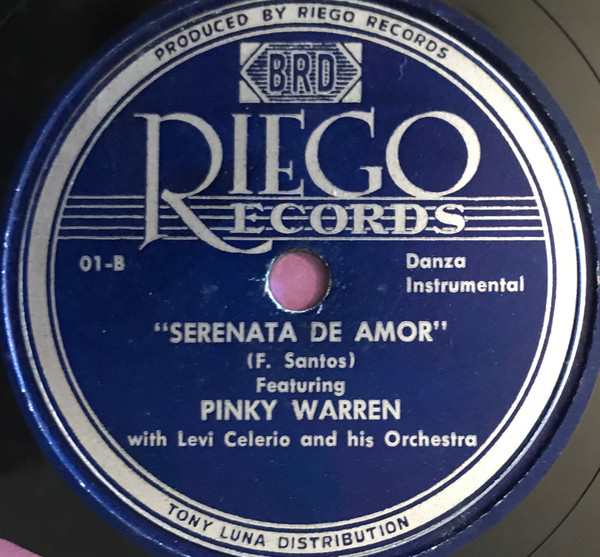 PRODUCED BY RIEGO RECORDS
BRD
RIEGO
RECORDS
01-B
Danza
Instrumental
"SERENATA DE AMOR"
(F. Santos)
Featuring
PINKY WARREN
with Levi Celerio and his Orchestra
TONY LUNA DISTRIBUTION